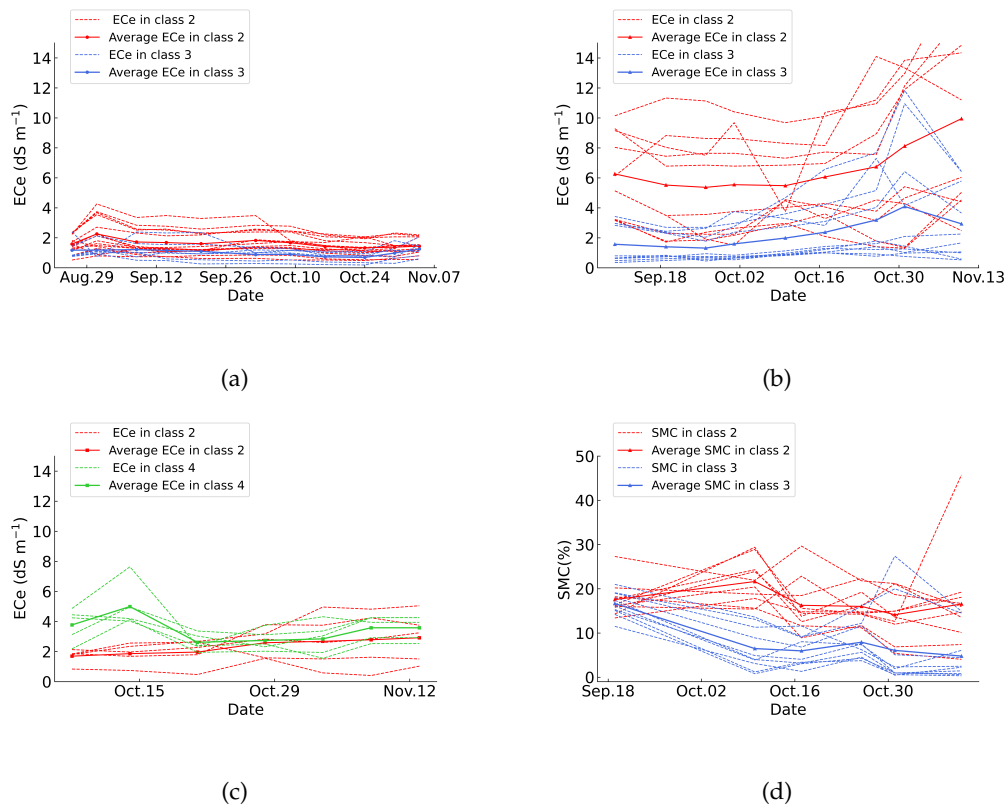 ECe in class 2
Average ECe in class 2
ECe in class 3
Average ECe in class 3
14
12
10
8
6
4
2
0
ECe (dS m⁻¹)
Aug.29 Sep.12 Sep.26 Oct.10 Oct.24 Nov.07
Date
(a)
ECe in class 2
Average ECe in class 2
ECe in class 3
Average ECe in class 3
14
12
10
8
6
4
2
0
ECe (dS m⁻¹)
Sep.18 Oct.02 Oct.16 Oct.30 Nov.13
Date
(b)
ECe in class 2
Average ECe in class 2
ECe in class 4
Average ECe in class 4
14
12
10
8
6
4
2
0
ECe (dS m⁻¹)
Oct.15 Oct.29 Nov.12
Date
(c)
SMC in class 2
Average SMC in class 2
SMC in class 3
Average SMC in class 3
50
40
30
20
10
0
SMC(%)
Sep.18 Oct.02 Oct.16 Oct.30
Date
(d)